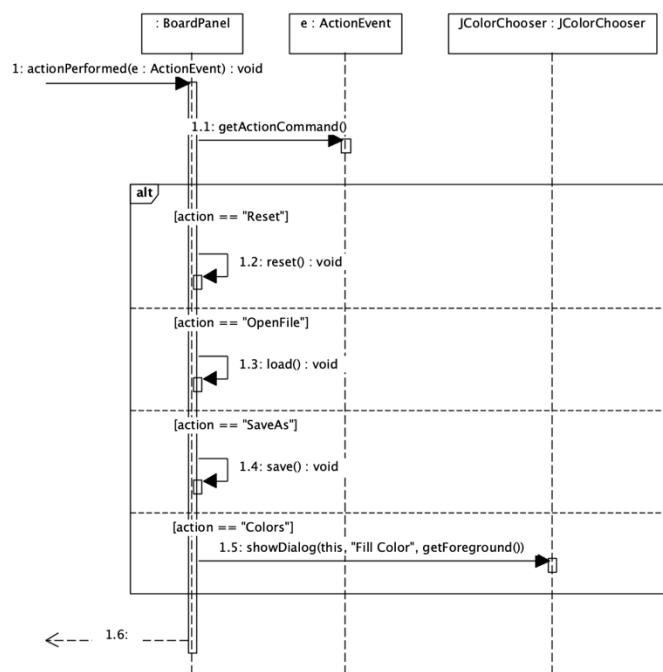 : BoardPanel
e : ActionEvent
JColorChooser : JColorChooser
1: actionPerformed(e : ActionEvent) : void
1.1: getActionCommand()
alt
[action == "Reset"]
1.2: reset() : void
[action == "OpenFile"]
1.3: load() : void
[action == "SaveAs"]
1.4: save() : void
[action == "Colors"]
1.5: showDialog(this, "Fill Color", getForeground())
1.6: